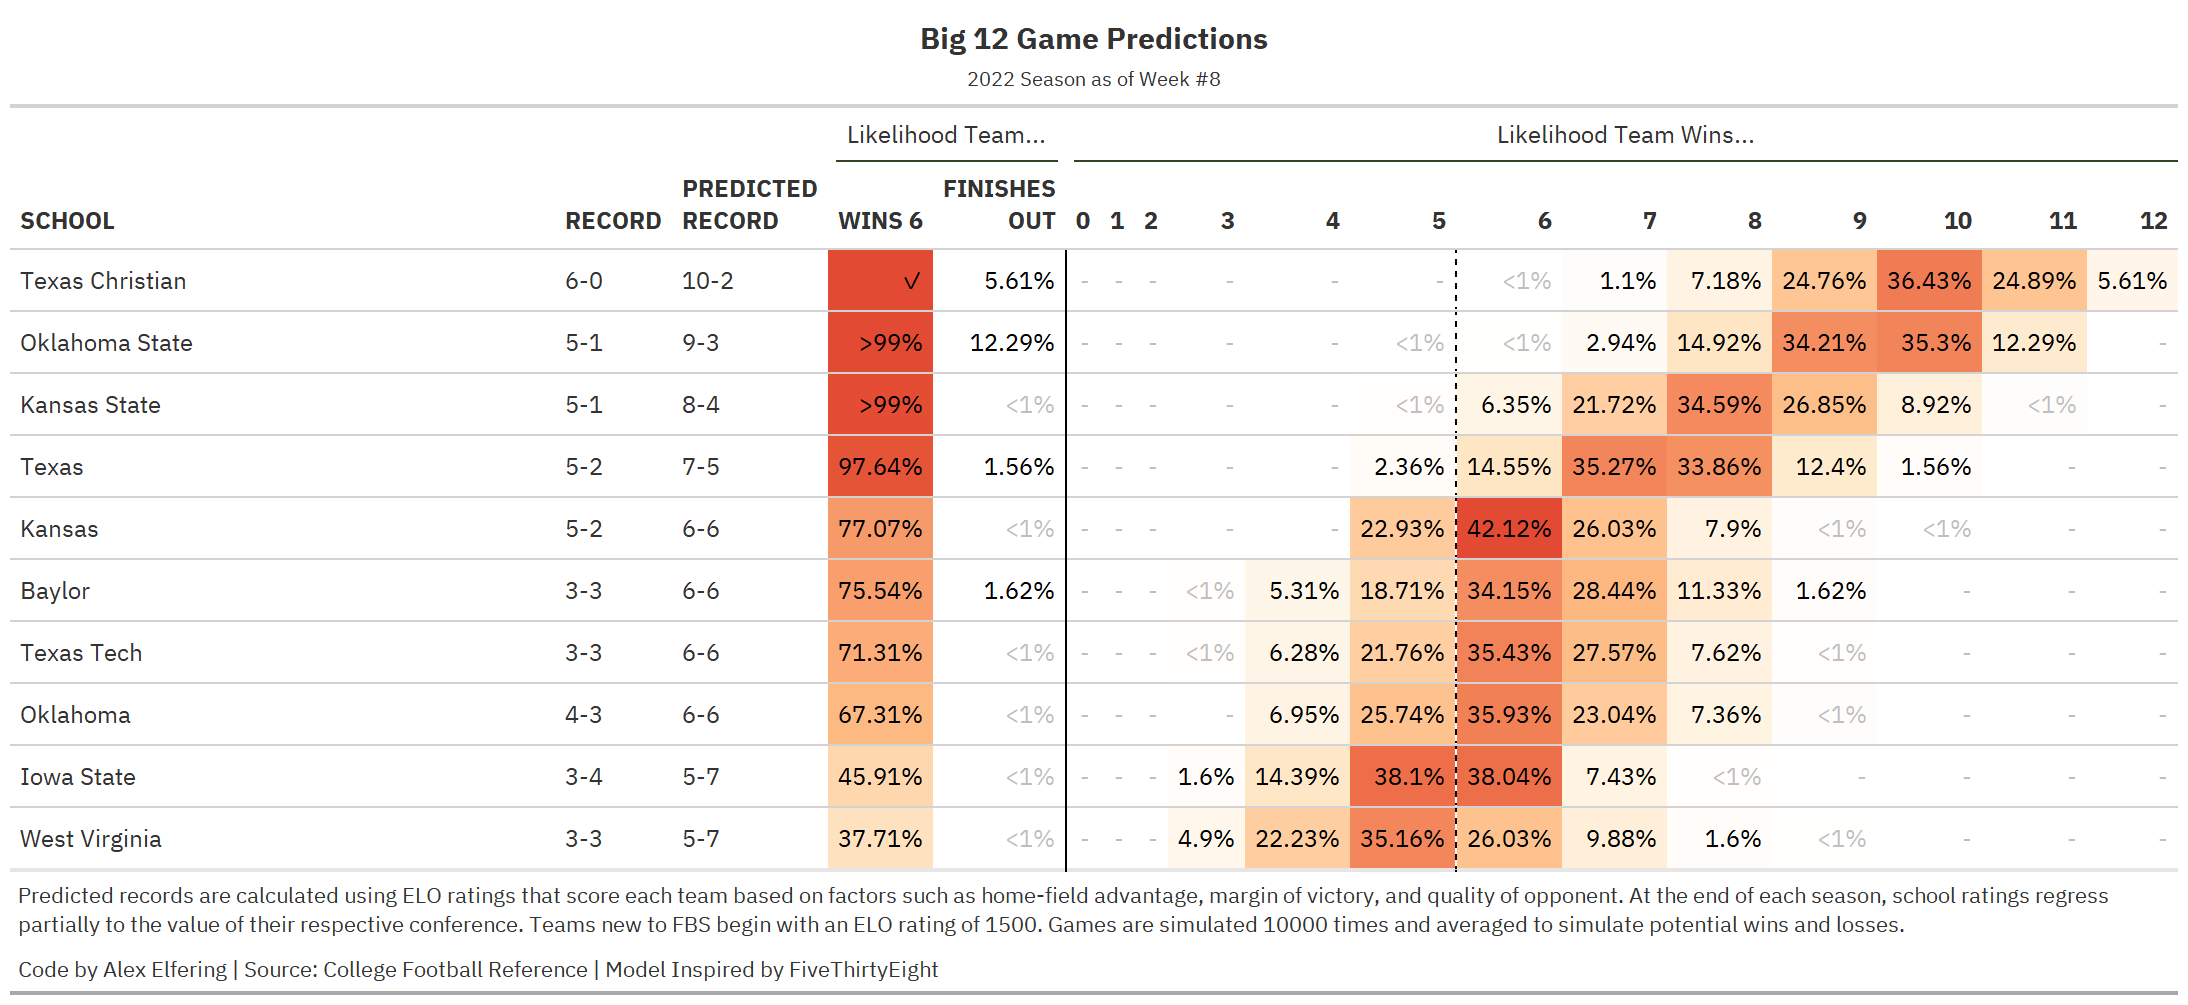 Big 12 Game Predictions
2022 Season as of Week #8
Likelihood Team... Likelihood Team Wins...
SCHOOL RECORD PREDICTED RECORD WINS 6 FINISHES OUT 0 1 2 3 4 5 6 7 8 9 10 11 12
Texas Christian 6-0 10-2 ✓ 5.61% - - - - - - <1% 1.1% 7.18% 24.76% 36.43% 24.89% 5.61%
Oklahoma State 5-1 9-3 >99% 12.29% - - - - - <1% <1% 2.94% 14.92% 34.21% 35.3% 12.29% -
Kansas State 5-1 8-4 >99% <1% - - - - - <1% 6.35% 21.72% 34.59% 26.85% 8.92% <1% -
Texas 5-2 7-5 97.64% 1.56% - - - - - 2.36% 14.55% 35.27% 33.86% 12.4% 1.56% - -
Kansas 5-2 6-6 77.07% <1% - - - - - 22.93% 42.12% 26.03% 7.9% <1% <1% - -
Baylor 3-3 6-6 75.54% 1.62% - - - <1% 5.31% 18.71% 34.15% 28.44% 11.33% 1.62% - - -
Texas Tech 3-3 6-6 71.31% <1% - - - <1% 6.28% 21.76% 35.43% 27.57% 7.62% <1% - - -
Oklahoma 4-3 6-6 67.31% <1% - - - - 6.95% 25.74% 35.93% 23.04% 7.36% <1% - - -
Iowa State 3-4 5-7 45.91% <1% - - - 1.6% 14.39% 38.1% 38.04% 7.43% <1% - - - -
West Virginia 3-3 5-7 37.71% <1% - - - 4.9% 22.23% 35.16% 26.03% 9.88% 1.6% <1% - - -
Predicted records are calculated using ELO ratings that score each team based on factors such as home-field advantage, margin of victory, and quality of opponent. At the end of each season, school ratings regress
partially to the value of their respective conference. Teams new to FBS begin with an ELO rating of 1500. Games are simulated 10000 times and averaged to simulate potential wins and losses.
Code by Alex Elfering | Source: College Football Reference | Model Inspired by FiveThirtyEight